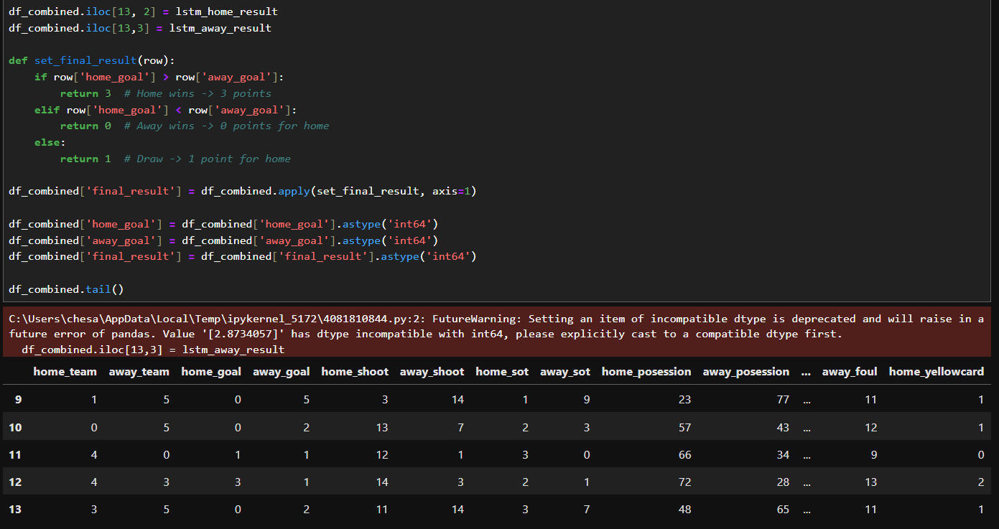 df_combined.iloc[13, 2] = lstm_home_result
df_combined.iloc[13,3] = lstm_away_result
def set_final_result(row):
    if row['home_goal'] > row['away_goal']:
        return 3  # Home wins -> 3 points
    elif row['home_goal'] < row['away_goal']:
        return 0  # Away wins -> 0 points for home
    else:
        return 1  # Draw -> 1 point for home
df_combined['final_result'] = df_combined.apply(set_final_result, axis=1)
df_combined['home_goal'] = df_combined['home_goal'].astype('int64')
df_combined['away_goal'] = df_combined['away_goal'].astype('int64')
df_combined['final_result'] = df_combined['final_result'].astype('int64')
df_combined.tail()
C:\Users\chesa\AppData\Local\Temp\ipykernel_5172\4081810844.py:2: FutureWarning: Setting an item of incompatible dtype is deprecated and will raise in a
future error of pandas. Value '[2.8734057]' has dtype incompatible with int64, please explicitly cast to a compatible dtype first.
  df_combined.iloc[13,3] = lstm_away_result
home_team away_team home_goal away_goal home_shoot away_shoot home_sot away_sot home_posession away_posession ... away_foul home_yellowcard
9 1 5 0 5 3 14 1 9 23 77 ... 11 1
10 0 5 0 2 13 7 2 3 57 43 ... 12 1
11 4 0 1 1 12 1 3 0 66 34 ... 9 0
12 4 3 3 1 14 3 2 1 72 28 ... 13 2
13 3 5 0 2 11 14 3 7 48 65 ... 11 1